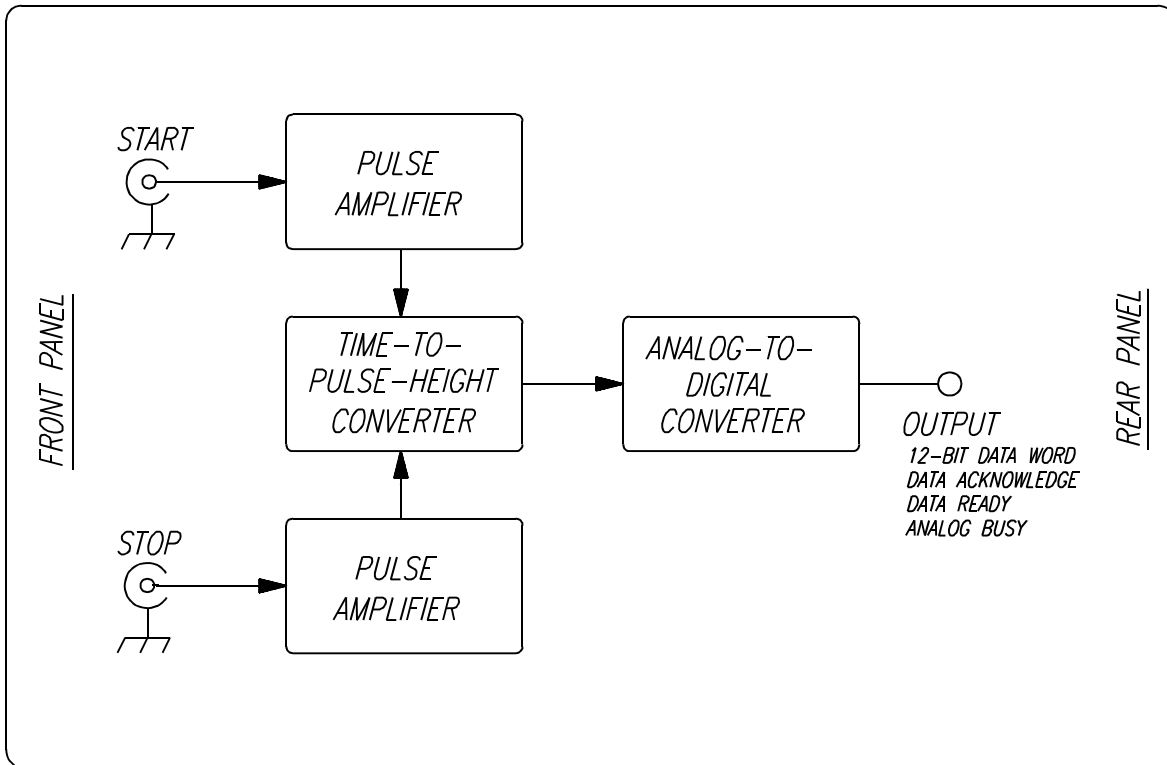 START
PULSE
AMPLIFIER
FRONT PANEL
TIME-TO-
PULSE-HEIGHT
CONVERTER
ANALOG-TO-
DIGITAL
CONVERTER
OUTPUT
12-BIT DATA WORD
DATA ACKNOWLEDGE
DATA READY
ANALOG BUSY
REAR PANEL
STOP
PULSE
AMPLIFIER